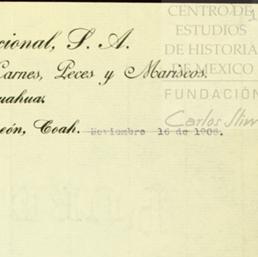 cional, S. A.
Carnes, Peces y Mariscos.
uahua.
eón, Coah. Noviembre 16 de 1908.
CENTRO DE
ESTUDIOS
DE HISTORIA
DE MEXICO
FUNDACIÓN
Carlos Slim